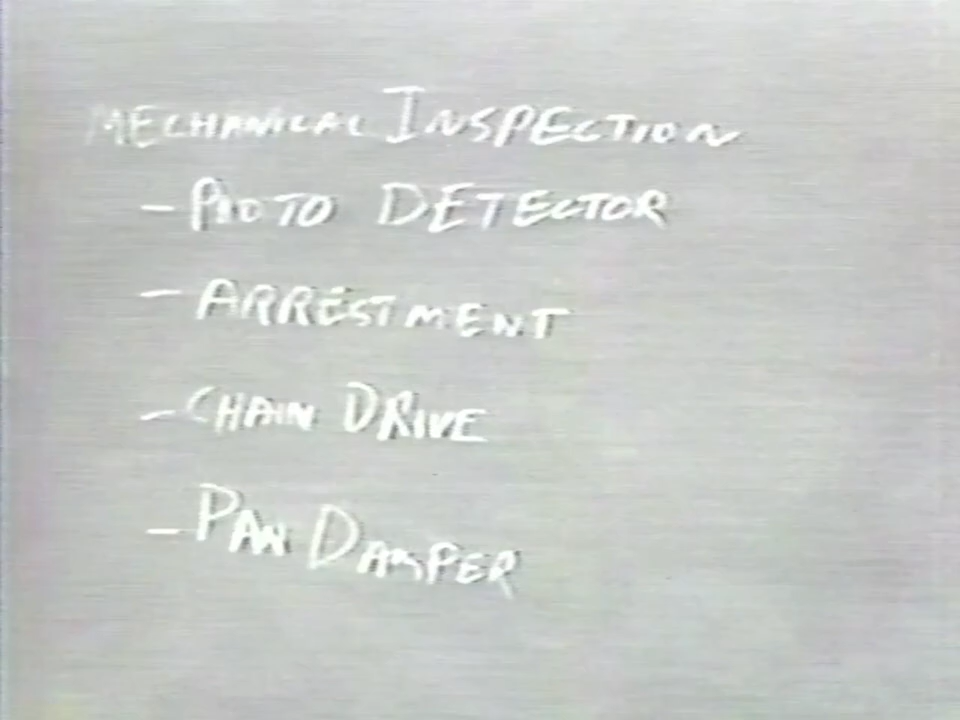 MECHANICAL INSPECTION
- PHOTO DETECTOR
- ARRESTMENT
- CHAIN DRIVE
- PAN DAMPER